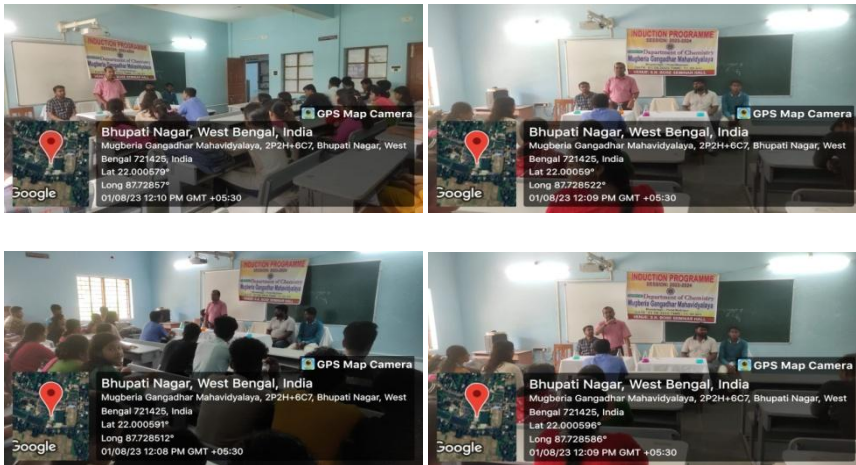 INDUCTION PROGRAMME
Department of Chemistry
Mugberia Gangadhar Mahavidyalaya
GPS Map Camera
Bhupati Nagar, West Bengal, India
Mugberia Gangadhar Mahavidyalaya, 2P2H+6C7, Bhupati Nagar, West
Bengal 721425, India
Lat 22.000579°
Long 87.72857°
01/08/23 12:10 PM GMT +05:30
Google
INDUCTION PROGRAMME
SESSION: 2023-2024
Department of Chemistry
Mugberia Gangadhar Mahavidyalaya
GPS Map Camera
Bhupati Nagar, West Bengal, India
Mugberia Gangadhar Mahavidyalaya, 2P2H+6C7, Bhupati Nagar, West
Bengal 721425, India
Lat 22.00059°
Long 87.728522°
01/08/23 12:09 PM GMT +05:30
Google
INDUCTION PROGRAMME
SESSION: 2023-2024
Department of Chemistry
Mugberia Gangadhar Mahavidyalaya
GPS Map Camera
Bhupati Nagar, West Bengal, India
Mugberia Gangadhar Mahavidyalaya, 2P2H+6C7, Bhupati Nagar, West
Bengal 721425, India
Lat 22.000591°
Long 87.728512°
01/08/23 12:08 PM GMT +05:30
Google
INDUCTION PROGRAMME
SESSION: 2023-2024
Department of Chemistry
Mugberia Gangadhar Mahavidyalaya
GPS Map Camera
Bhupati Nagar, West Bengal, India
Mugberia Gangadhar Mahavidyalaya, 2P2H+6C7, Bhupati Nagar, West
Bengal 721425, India
Lat 22.000596°
Long 87.728586°
01/08/23 12:09 PM GMT +05:30
Google